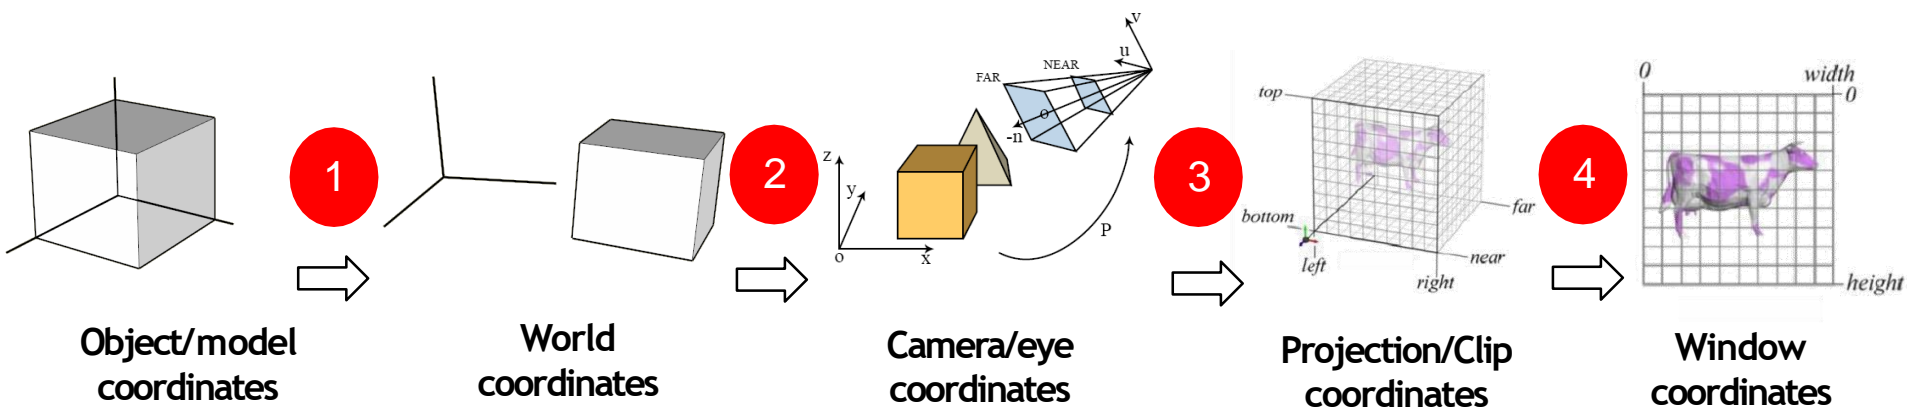 1
2
3
4
z
y
x
o
P
FAR
NEAR
v
u
o
-n
top
bottom
left
right
near
far
0
width
0
height
Object/model
coordinates
World
coordinates
Camera/eye
coordinates
Projection/Clip
coordinates
Window
coordinates